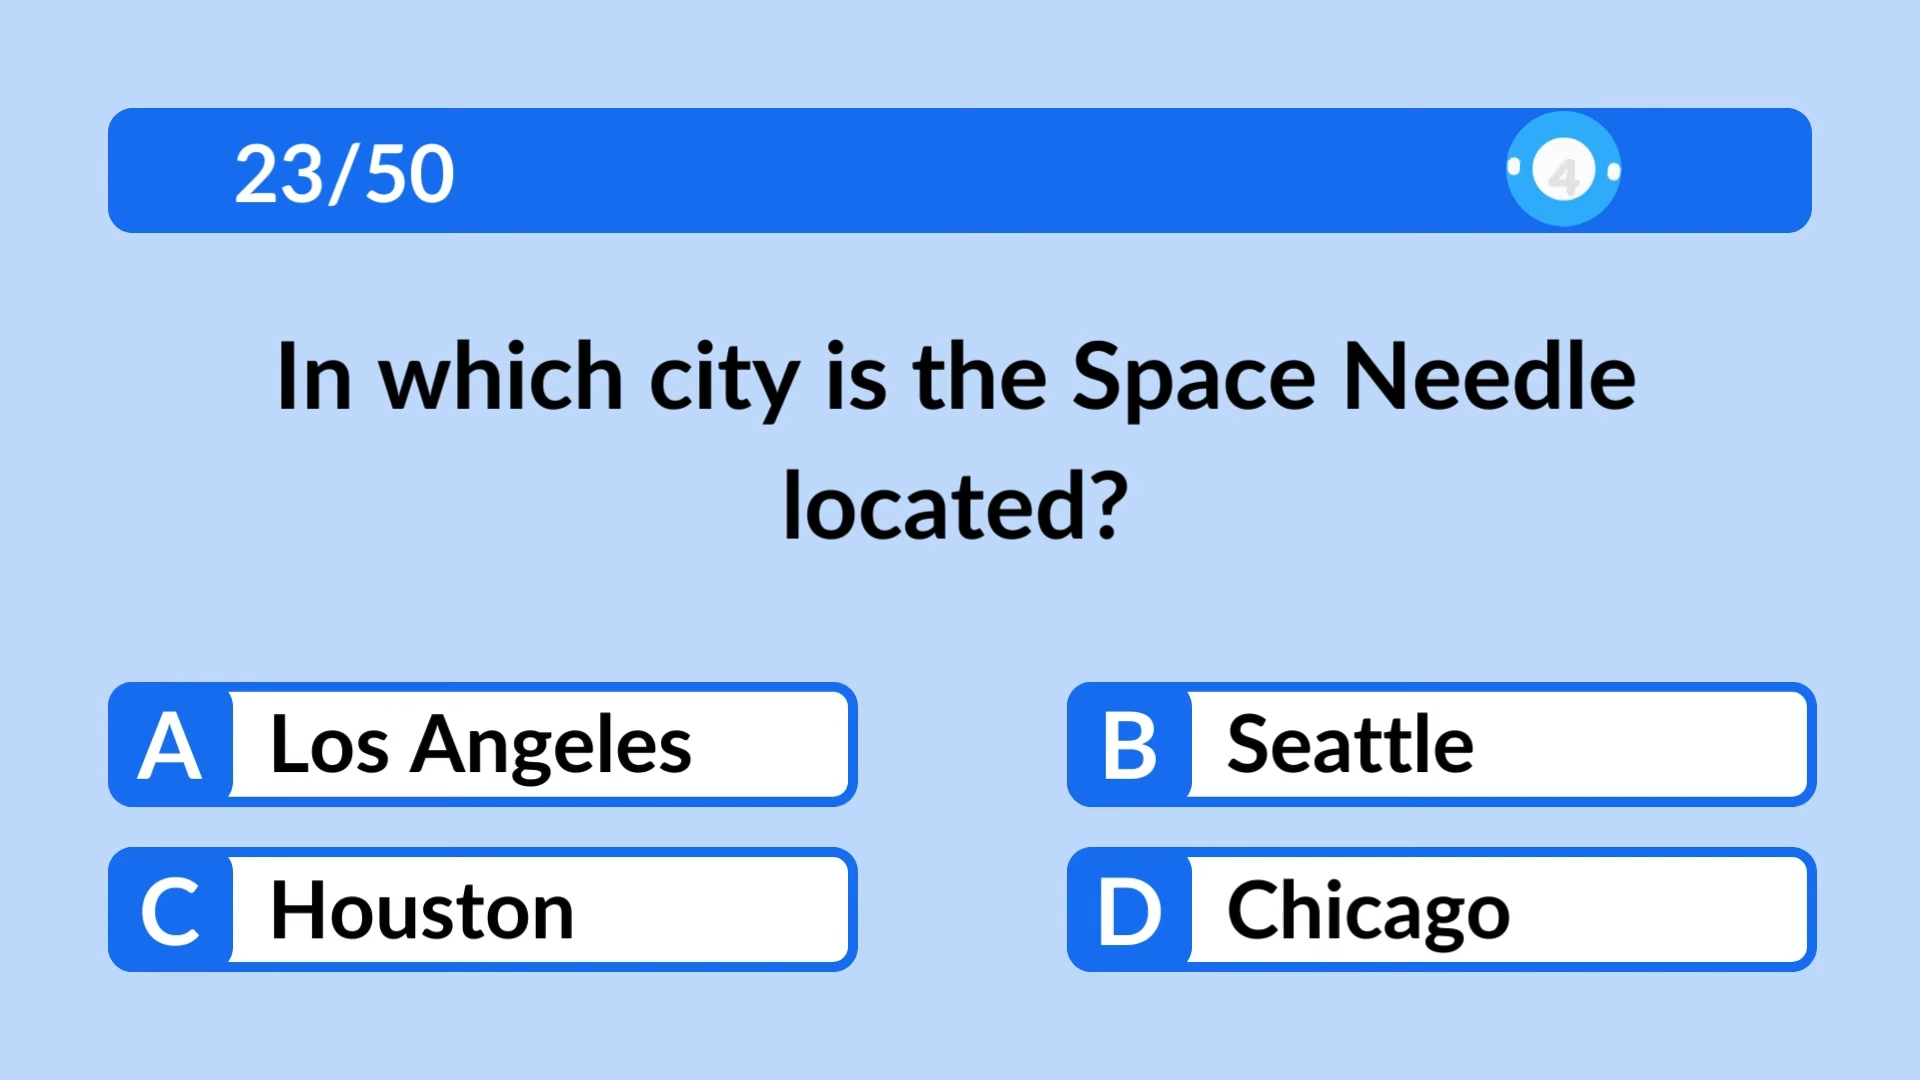 23/50
4
In which city is the Space Needle
located?
A Los Angeles
B Seattle
C Houston
D Chicago